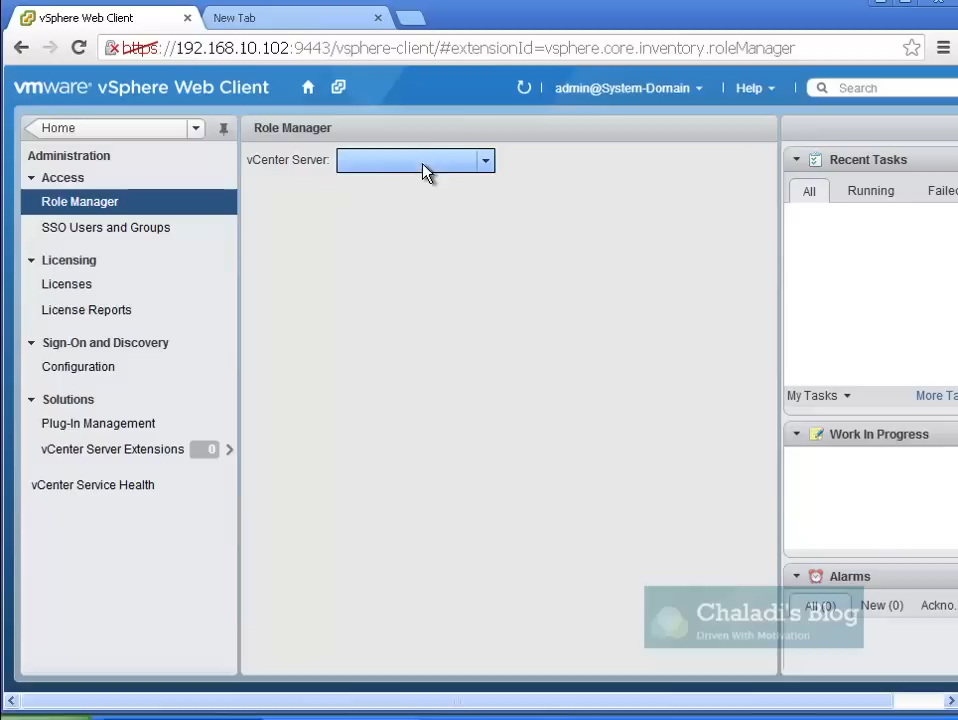 vSphere Web Client
New Tab
https://192.168.10.102:9443/vsphere-client/#extensionId=vsphere.core.inventory.roleManager
vmware® vSphere Web Client
admin@System-Domain
Help
Search
Home
Role Manager
Administration
Access
Role Manager
SSO Users and Groups
Licensing
Licenses
License Reports
Sign-On and Discovery
Configuration
Solutions
Plug-In Management
vCenter Server Extensions 0
vCenter Service Health
vCenter Server:
Recent Tasks
All Running Failed
My Tasks
More Ta
Work In Progress
Alarms
All (0) New (0) Ackno.
Chaladi's Blog
Driven With Motivation